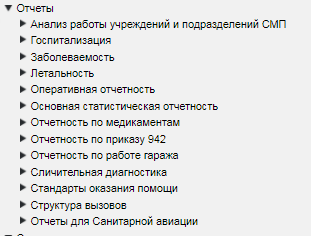 Отчеты
Анализ работы учреждений и подразделений СМП
Госпитализация
Заболеваемость
Летальность
Оперативная отчетность
Основная статистическая отчетность
Отчетность по медикаментам
Отчетность по приказу 942
Отчетность по работе гаража
Сличительная диагностика
Стандарты оказания помощи
Структура вызовов
Отчеты для Санитарной авиации